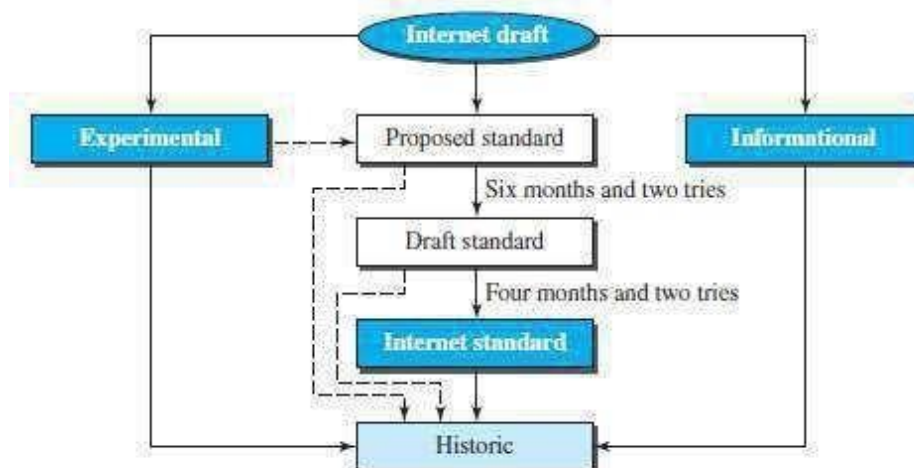 Internet draft
Experimental
Proposed standard
Informational
Six months and two tries
Draft standard
Four months and two tries
Internet standard
Historic